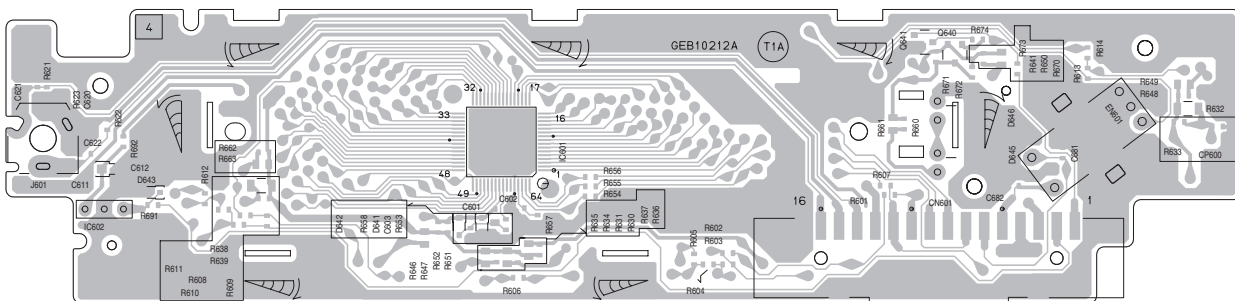 4
GEB10212A
T1A
C621
R621
R623
C620
R622
C622
R692
C612
J601
C611
D643
R612
R662
R663
R691
IC602
R638
R639
R611
R608
R610
R609
32
17
33
16
IC601
1
48
49
64
C601
C602
R656
R655
R654
D642
R658
D641
C603
R653
R646
R647
R652
R651
R606
R657
R635
R634
R631
R630
R637
R636
R605
R602
R603
R604
Q641
Q640
R674
R673
R641
R650
R670
R671
R672
R613
R614
R649
R648
R632
R661
R660
D646
EN601
R633
CP600
D645
C681
R607
R601
CN601
C682
16
1